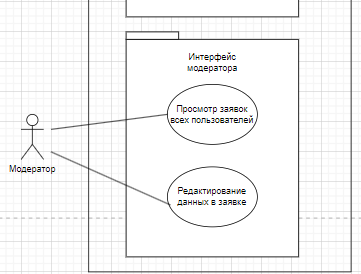 Интерфейс
модератора
Просмотр заявок
всех пользователей
Модератор
Редактирование
данных в заявке